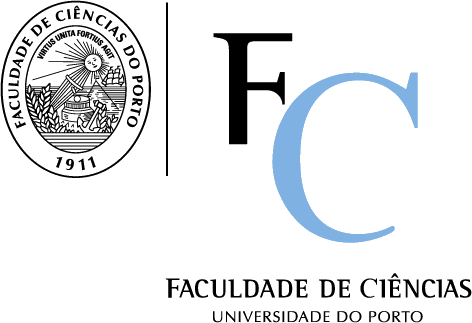 FACULDADE DE CIÊNCIAS DO PORTO
VIRTUS UNITA FORTIUS AGIT
1911
FC
FACULDADE DE CIÊNCIAS
UNIVERSIDADE DO PORTO